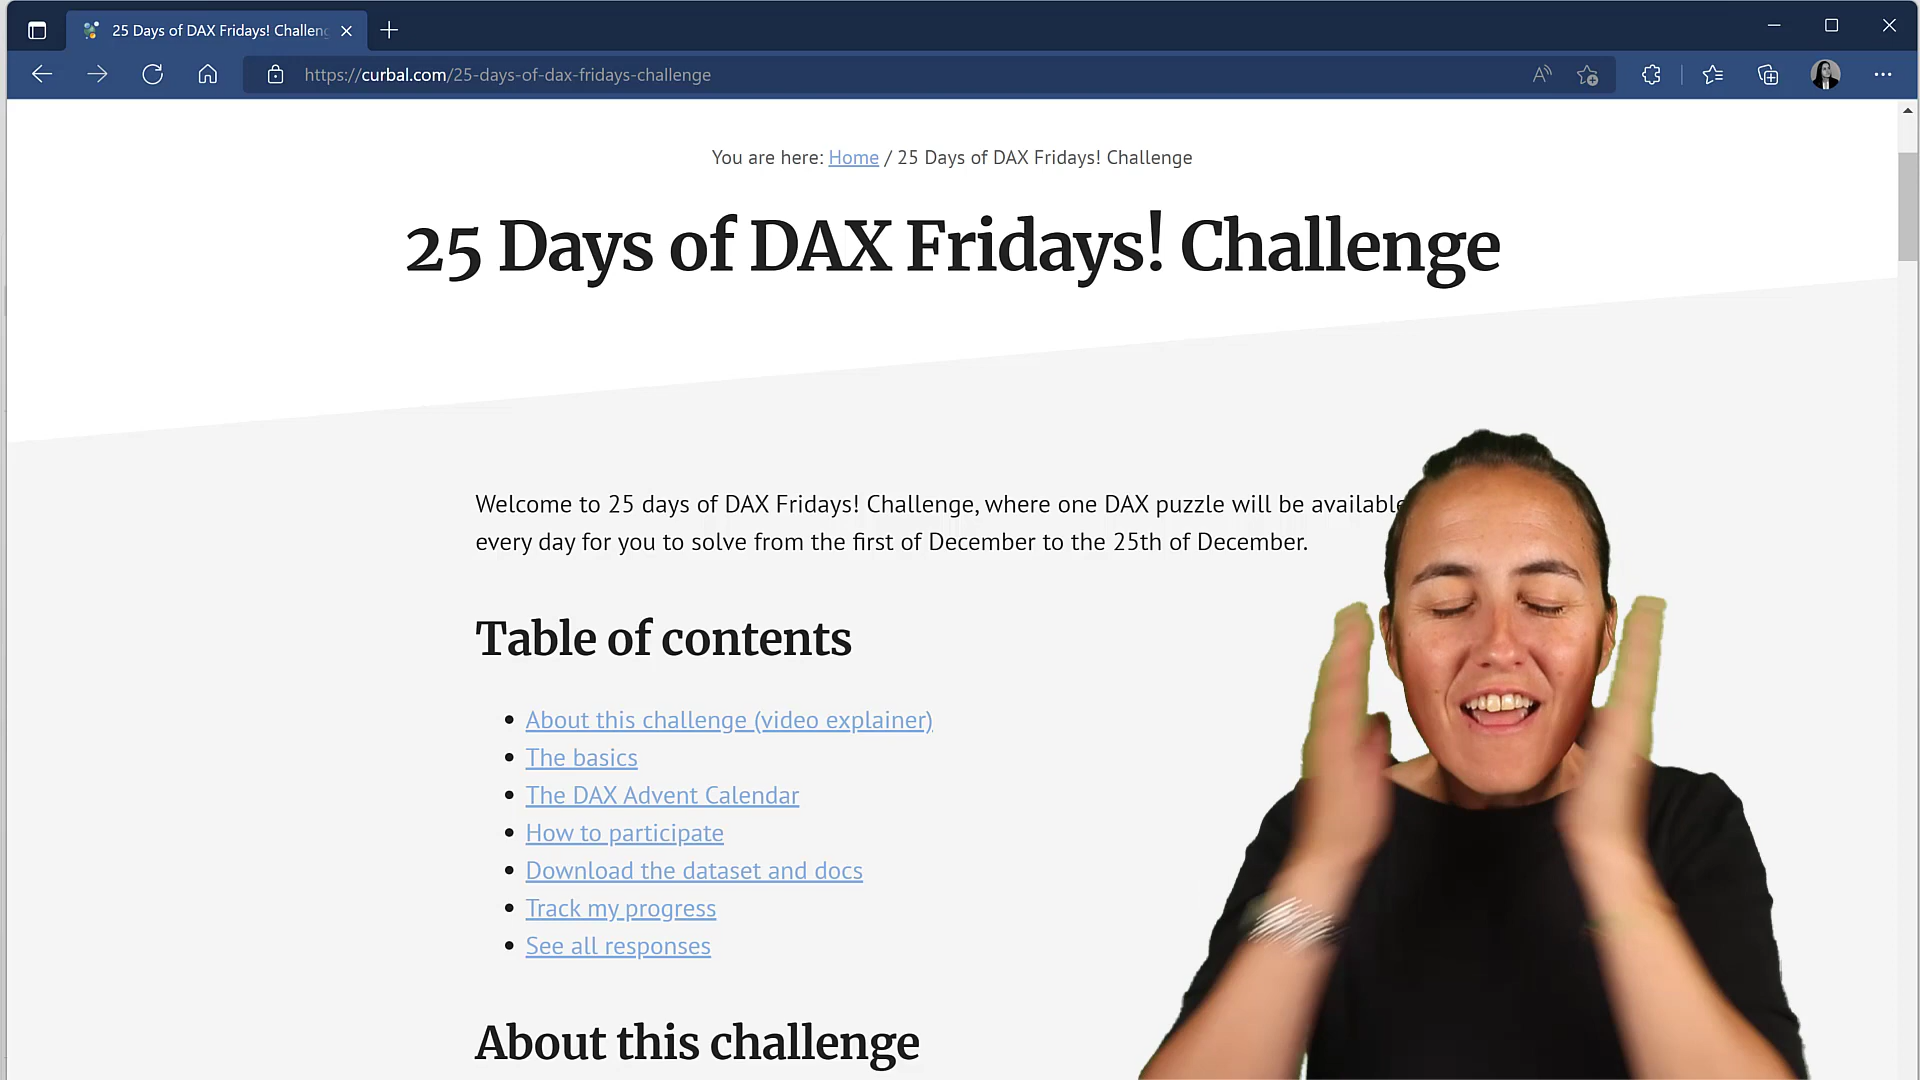 25 Days of DAX Fridays! Challen
https://curbal.com/25-days-of-dax-fridays-challenge
You are here: Home / 25 Days of DAX Fridays! Challenge
25 Days of DAX Fridays! Challenge
Welcome to 25 days of DAX Fridays! Challenge, where one DAX puzzle will be available
every day for you to solve from the first of December to the 25th of December.
Table of contents
About this challenge (video explainer)
The basics
The DAX Advent Calendar
How to participate
Download the dataset and docs
Track my progress
See all responses
About this challenge